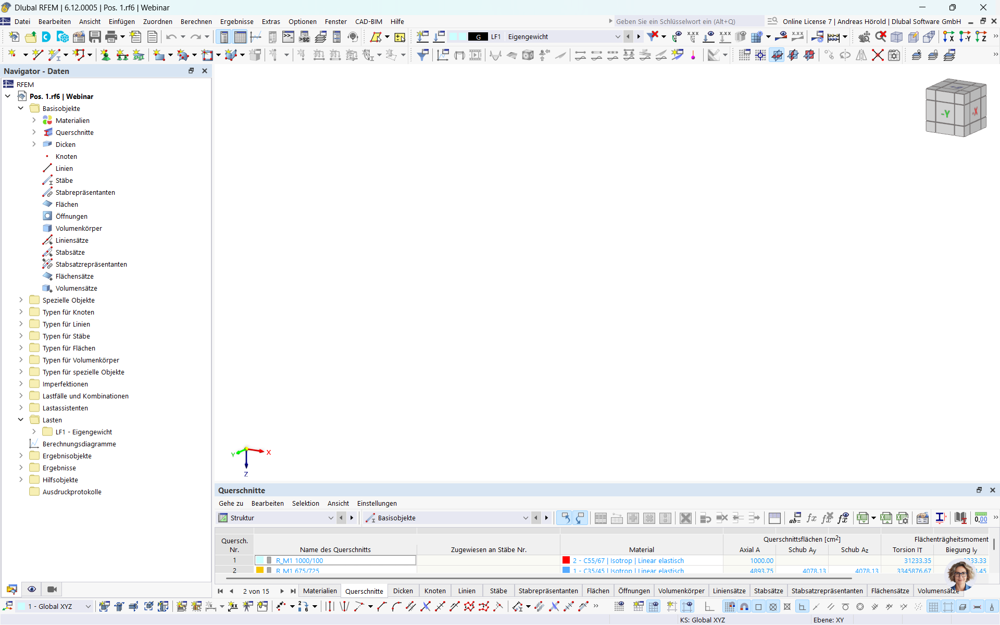 Dlubal RFEM | 6.12.0005 | Pos. 1.rf6 | Webinar
Datei Bearbeiten Ansicht Einfügen Zuordnen Berechnen Ergebnisse Extras Optionen Fenster CAD-BIM Hilfe
Geben Sie ein Schlüsselwort ein (Alt+Q)
Online License 7 | Andreas Hörold | Dlubal Software GmbH
G LF1 Eigengewicht
Navigator - Daten
RFEM
Pos. 1.rf6 | Webinar
Basisobjekte
Materialien
Querschnitte
Dicken
Knoten
Linien
Stäbe
Stabrepräsentanten
Flächen
Öffnungen
Volumenkörper
Liniensätze
Stabsätze
Stabsatzrepräsentanten
Flächensätze
Volumensätze
Spezielle Objekte
Typen für Knoten
Typen für Linien
Typen für Stäbe
Typen für Flächen
Typen für Volumenkörper
Typen für spezielle Objekte
Imperfektionen
Lastfälle und Kombinationen
Lastassistenten
Lasten
LF1 - Eigengewicht
Berechnungsdiagramme
Ergebnisobjekte
Ergebnisse
Hilfsobjekte
Ausdruckprotokolle
-Y
-X
Y
X
Z
Querschnitte
Gehe zu Bearbeiten Selektion Ansicht Einstellungen
Struktur
Basisobjekte
Quersch.
Nr. Name des Querschnitts Zugewiesen an Stäbe Nr. Material
Querschnittsflächen [cm2] Flächenträgheitsmoment
Axial A Schub Ay Schub Az Torsion IT Biegung Iy
1 R_M1 1000/100 2 - C55/67 | Isotrop | Linear elastisch 1000.00 31233.35
2 R_M1 675/725 1 - C35/45 | Isotrop | Linear elastisch 4893.75 4078.13 4078.13 3345876.67
2 von 15 Materialien Querschnitte Dicken Knoten Linien Stäbe Stabrepräsentanten Flächen Öffnungen Volumenkörper Liniensätze Stabsätze Stabsatzrepräsentanten Flächensätze Volumensätze
1 - Global XYZ
KS: Global XYZ Ebene: XY